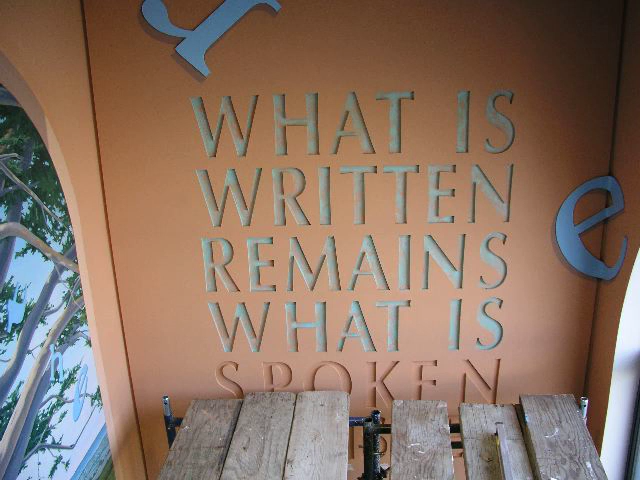 WHAT IS
WRITTEN
REMAINS
WHAT IS
SPOKEN
e